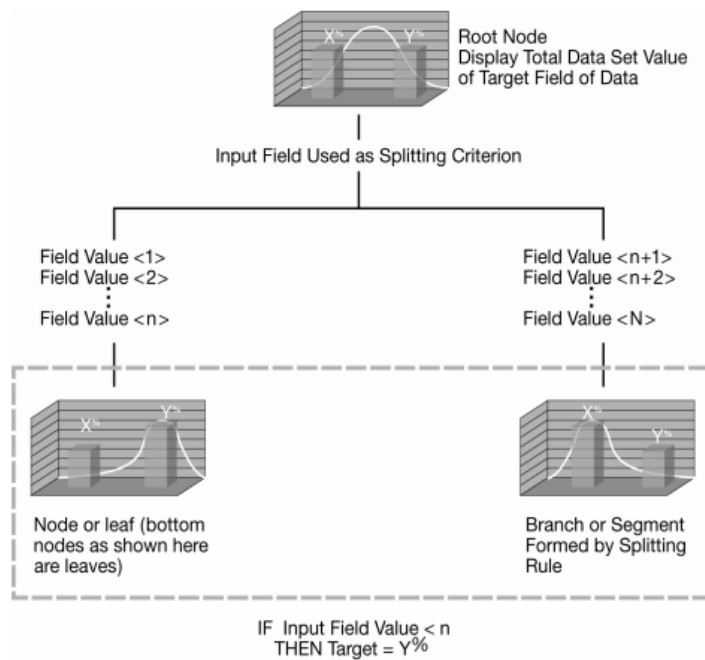 X% Y%
Root Node
Display Total Data Set Value
of Target Field of Data
Input Field Used as Splitting Criterion
Field Value <1>
Field Value <2>
Field Value <n>
Field Value <n+1>
Field Value <n+2>
Field Value <N>
X% Y%
Node or leaf (bottom
nodes as shown here
are leaves)
X% Y%
Branch or Segment
Formed by Splitting
Rule
IF Input Field Value < n
THEN Target = Y%